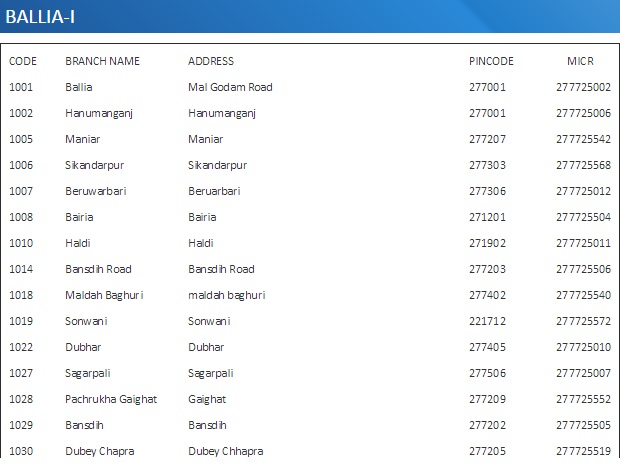 BALLIA-I
CODE BRANCH NAME ADDRESS PINCODE MICR
1001 Ballia Mal Godam Road 277001 277725002
1002 Hanumanganj Hanumanganj 277001 277725006
1005 Maniar Maniar 277207 277725542
1006 Sikandarpur Sikandarpur 277303 277725568
1007 Beruwarbari Beruarbari 277306 277725012
1008 Bairia Bairia 271201 277725504
1010 Haldi Haldi 271902 277725011
1014 Bansdih Road Bansdih Road 277203 277725506
1018 Maldah Baghuri maldah baghuri 277402 277725540
1019 Sonwani Sonwani 221712 277725572
1022 Dubhar Dubhar 277405 277725010
1027 Sagarpali Sagarpali 277506 277725007
1028 Pachrukha Gaighat Gaighat 277209 277725552
1029 Bansdih Bansdih 277202 277725505
1030 Dubey Chapra Dubey Chhapra 277205 277725519